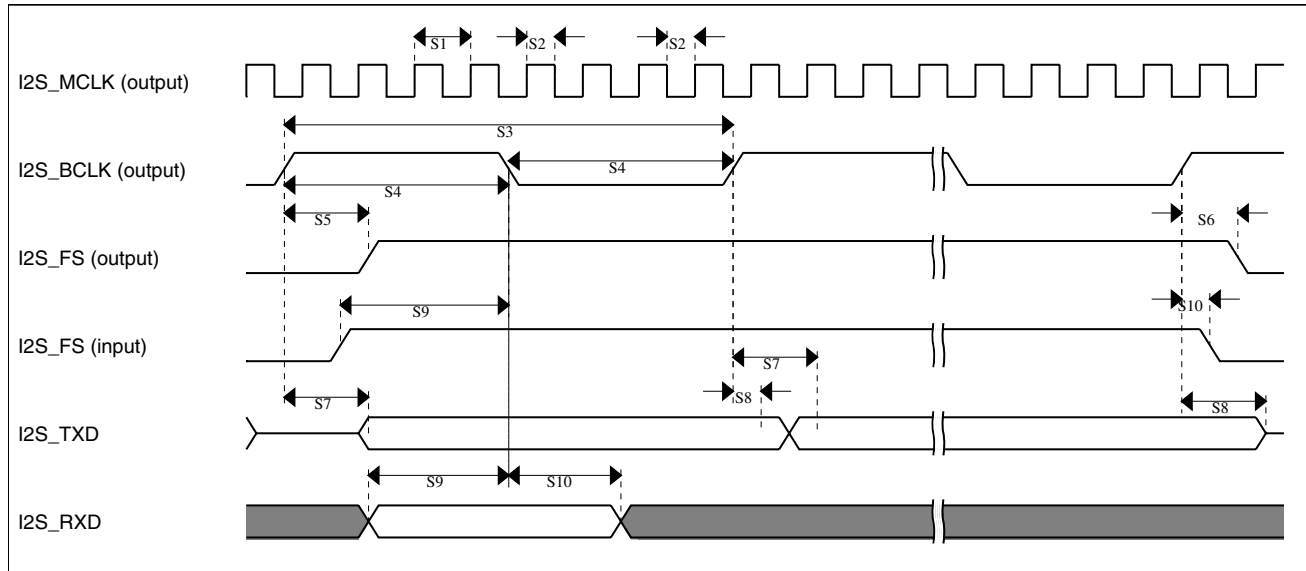 S1 S2 S2
I2S_MCLK (output)
S3
I2S_BCLK (output) S4
S4
S5 S6
I2S_FS (output)
S9 S10
I2S_FS (input)
S7
S7 S8 S8
I2S_TXD
S9 S10
I2S_RXD